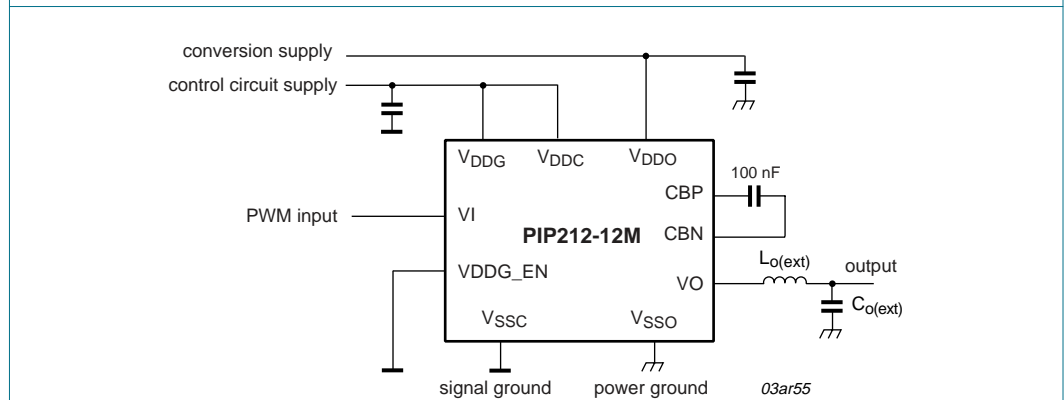 conversion supply
control circuit supply
VDDG VDDC VDDO
100 nF
CBP
PWM input VI
PIP212-12M
CBN
VDDG_EN
Lo(ext) output
VO
Co(ext)
VSSC VSSO
signal ground power ground 03ar55